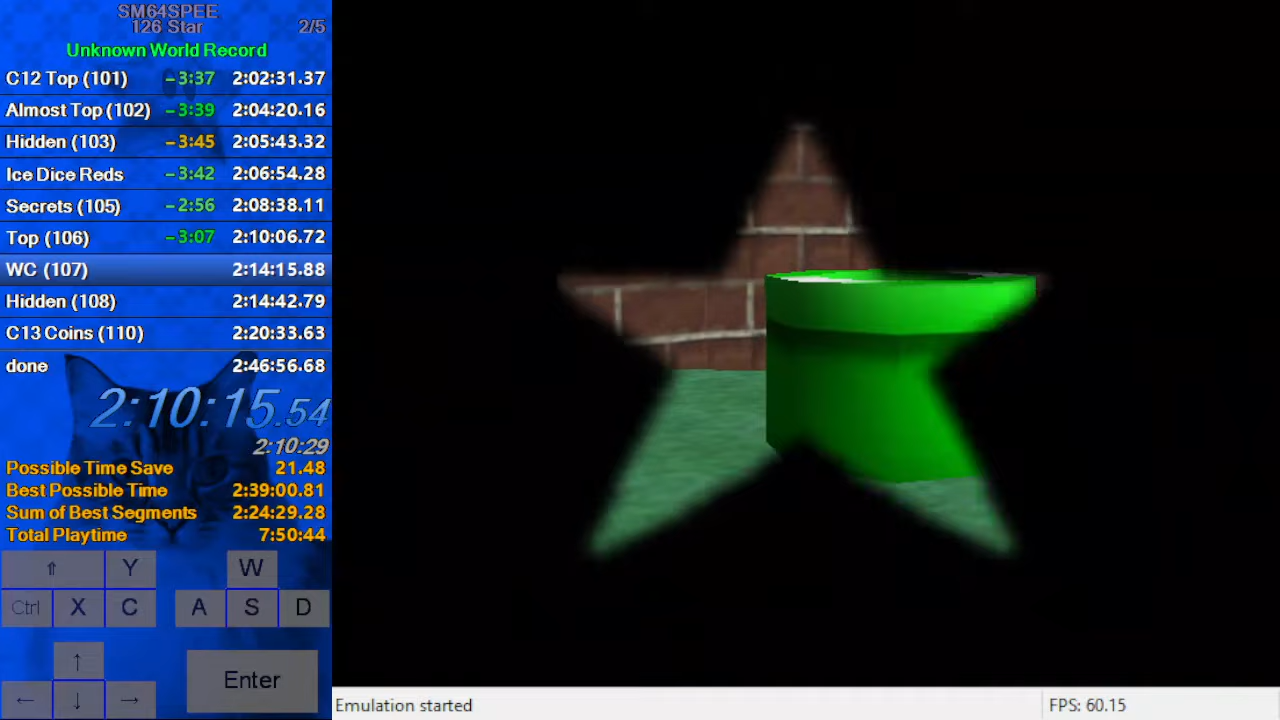 SM64SPEE
126 Star 2/5
Unknown World Record
C12 Top (101) -3:37 2:02:31.37
Almost Top (102) -3:39 2:04:20.16
Hidden (103) -3:45 2:05:43.32
Ice Dice Reds -3:42 2:06:54.28
Secrets (105) -2:56 2:08:38.11
Top (106) -3:07 2:10:06.72
WC (107) 2:14:15.88
Hidden (108) 2:14:42.79
C13 Coins (110) 2:20:33.63
done 2:46:56.68
2:10:15.54
2:10:29
Possible Time Save 21.48
Best Possible Time 2:39:00.81
Sum of Best Segments 2:24:29.28
Total Playtime 7:50:44
⇧ Y W
Ctrl X C A S D
↑
← ↓ → Enter
Emulation started FPS: 60.15